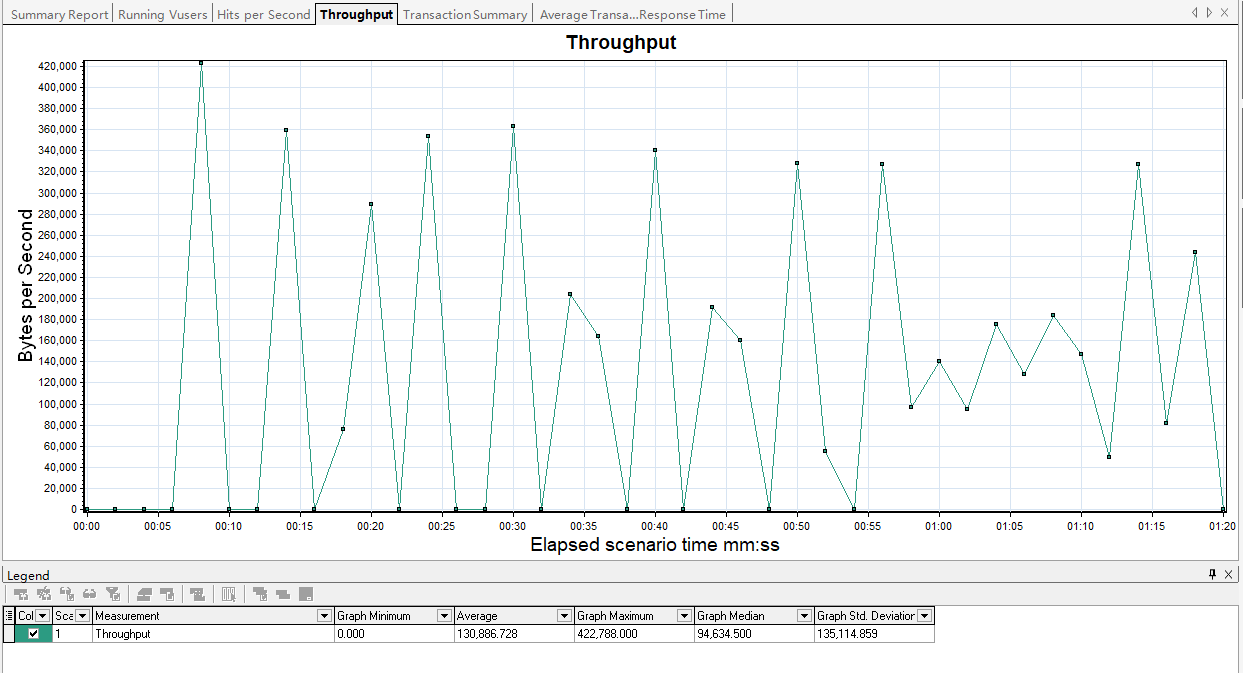 Summary Report Running Vusers Hits per Second Throughput Transaction Summary Average Transa...Response Time
Throughput
Bytes per Second
420,000
400,000
380,000
360,000
340,000
320,000
300,000
280,000
260,000
240,000
220,000
200,000
180,000
160,000
140,000
120,000
100,000
80,000
60,000
40,000
20,000
0
00:00 00:05 00:10 00:15 00:20 00:25 00:30 00:35 00:40 00:45 00:50 00:55 01:00 01:05 01:10 01:15 01:20
Elapsed scenario time mm:ss
Legend
Col Sca Measurement Graph Minimum Average Graph Maximum Graph Median Graph Std. Deviation
1 Throughput 0.000 130,886.728 422,788.000 94,634.500 135,114.859